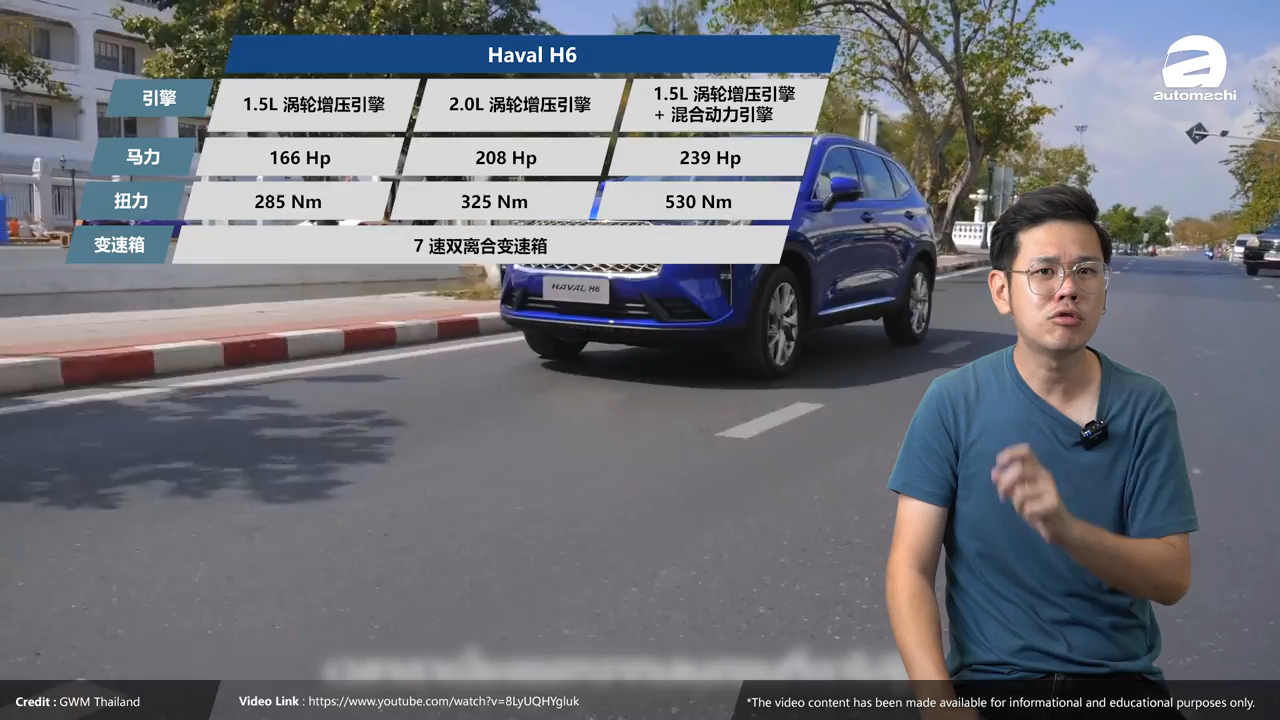 Haval H6
引擎
1.5L 涡轮增压引擎
2.0L 涡轮增压引擎
1.5L 涡轮增压引擎
+ 混合动力引擎
马力
166 Hp
208 Hp
239 Hp
扭力
285 Nm
325 Nm
530 Nm
变速箱
7 速双离合变速箱
automachi
HAVAL H6
Credit : GWM Thailand
Video Link : https://www.youtube.com/watch?v=8LyUQHYgluk
*The video content has been made available for informational and educational purposes only.